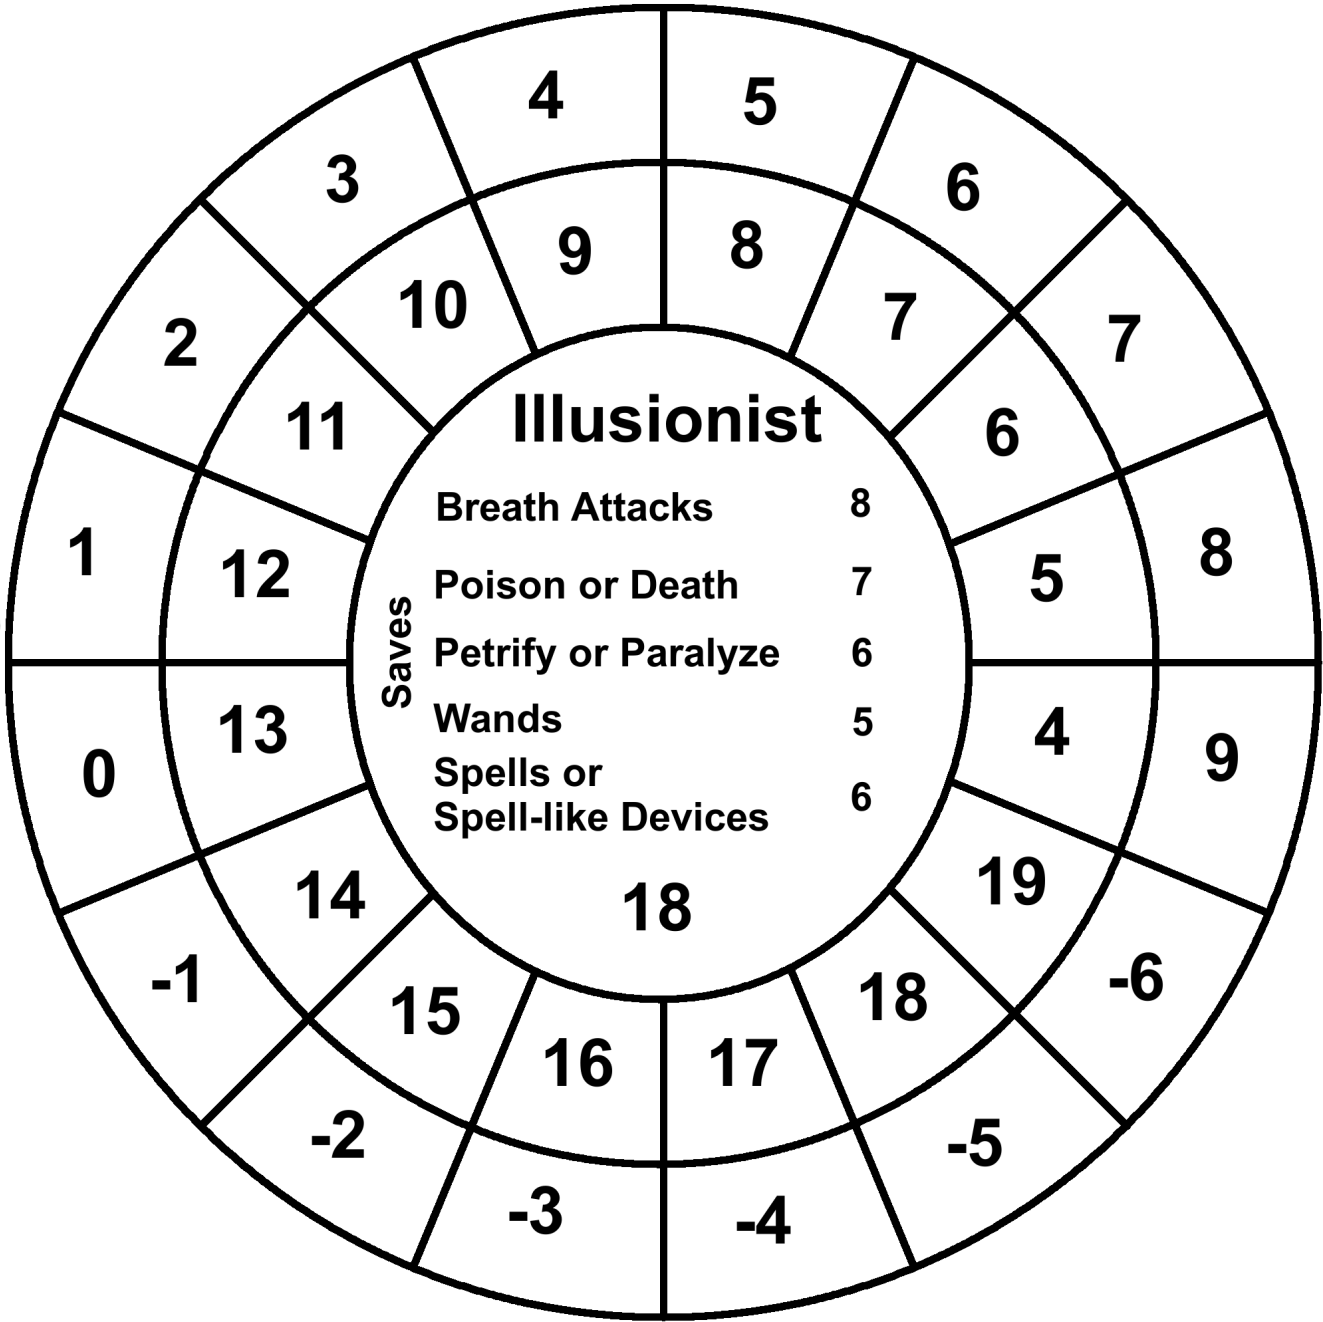 4 5
3 6
2 7
1 8
0 9
-1 -6
-2 -5
-3 -4
9 8
10 7
11 6
12 5
13 4
14 19
15 18
16 17
Illusionist
Saves
Breath Attacks 8
Poison or Death 7
Petrify or Paralyze 6
Wands 5
Spells or
Spell-like Devices 6
18